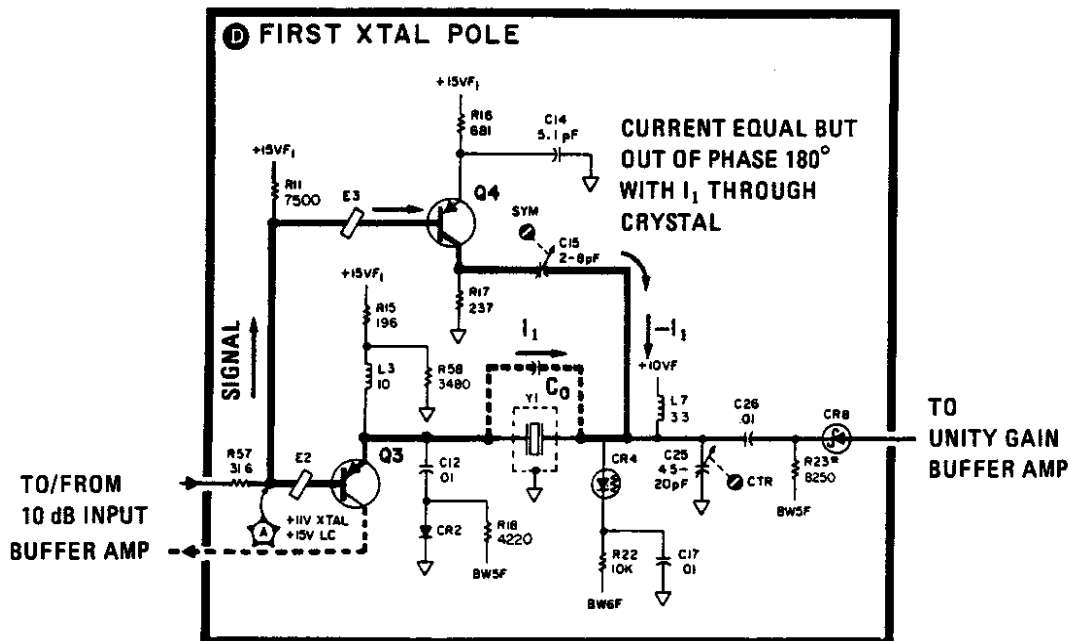 D FIRST XTAL POLE
+15VF1
R16
681
C14
5.1pF
CURRENT EQUAL BUT
OUT OF PHASE 180°
WITH I1 THROUGH
CRYSTAL
+15VF1
R11
7500
E3
Q4
SYM
C15
2-8pF
SIGNAL
+15VF1
R15
196
R17
237
I1
-I1
L3
10
R58
3480
C0
Y1
+10VF
L7
33
C26
.01
CR8
TO
UNITY GAIN
BUFFER AMP
R57
316
E2
Q3
C12
.01
CR4
C25
4.5-
20pF
CTR
R23*
8250
BW5F
TO/FROM
10 dB INPUT
BUFFER AMP
A
+11V XTAL
+15V LC
CR2
R18
4220
BW5F
R22
10K
C17
.01
BW6F